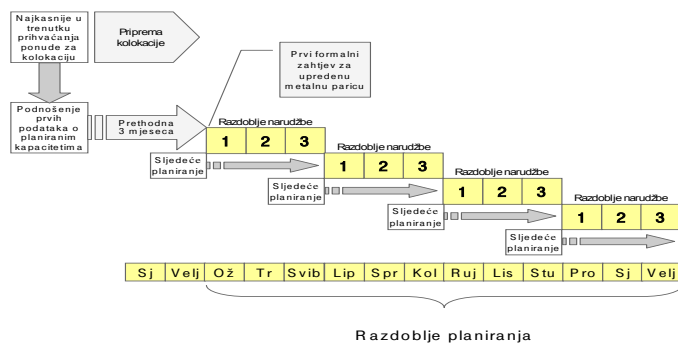 Najkasnije u
trenutku
prihvaćanja
ponude za
kolokaciju
Priprema
kolokacije
Prvi formalni
zahtjev za
upredenu
metalnu paricu
Podnošenje
prvih
podataka o
planiranim
kapacitetima
Prethodna
3 mjeseca
Razdoblje narudžbe
1 2 3
Sljedeće
planiranje
Razdoblje narudžbe
1 2 3
Sljedeće
planiranje
Razdoblje narudžbe
1 2 3
Sljedeće
planiranje
Razdoblje narudžbe
1 2 3
Sljedeće
planiranje
Sj Velj Ož Tr Svib Lip Spr Kol Ruj Lis Stu Pro Sj Velj
Razdoblje planiranja